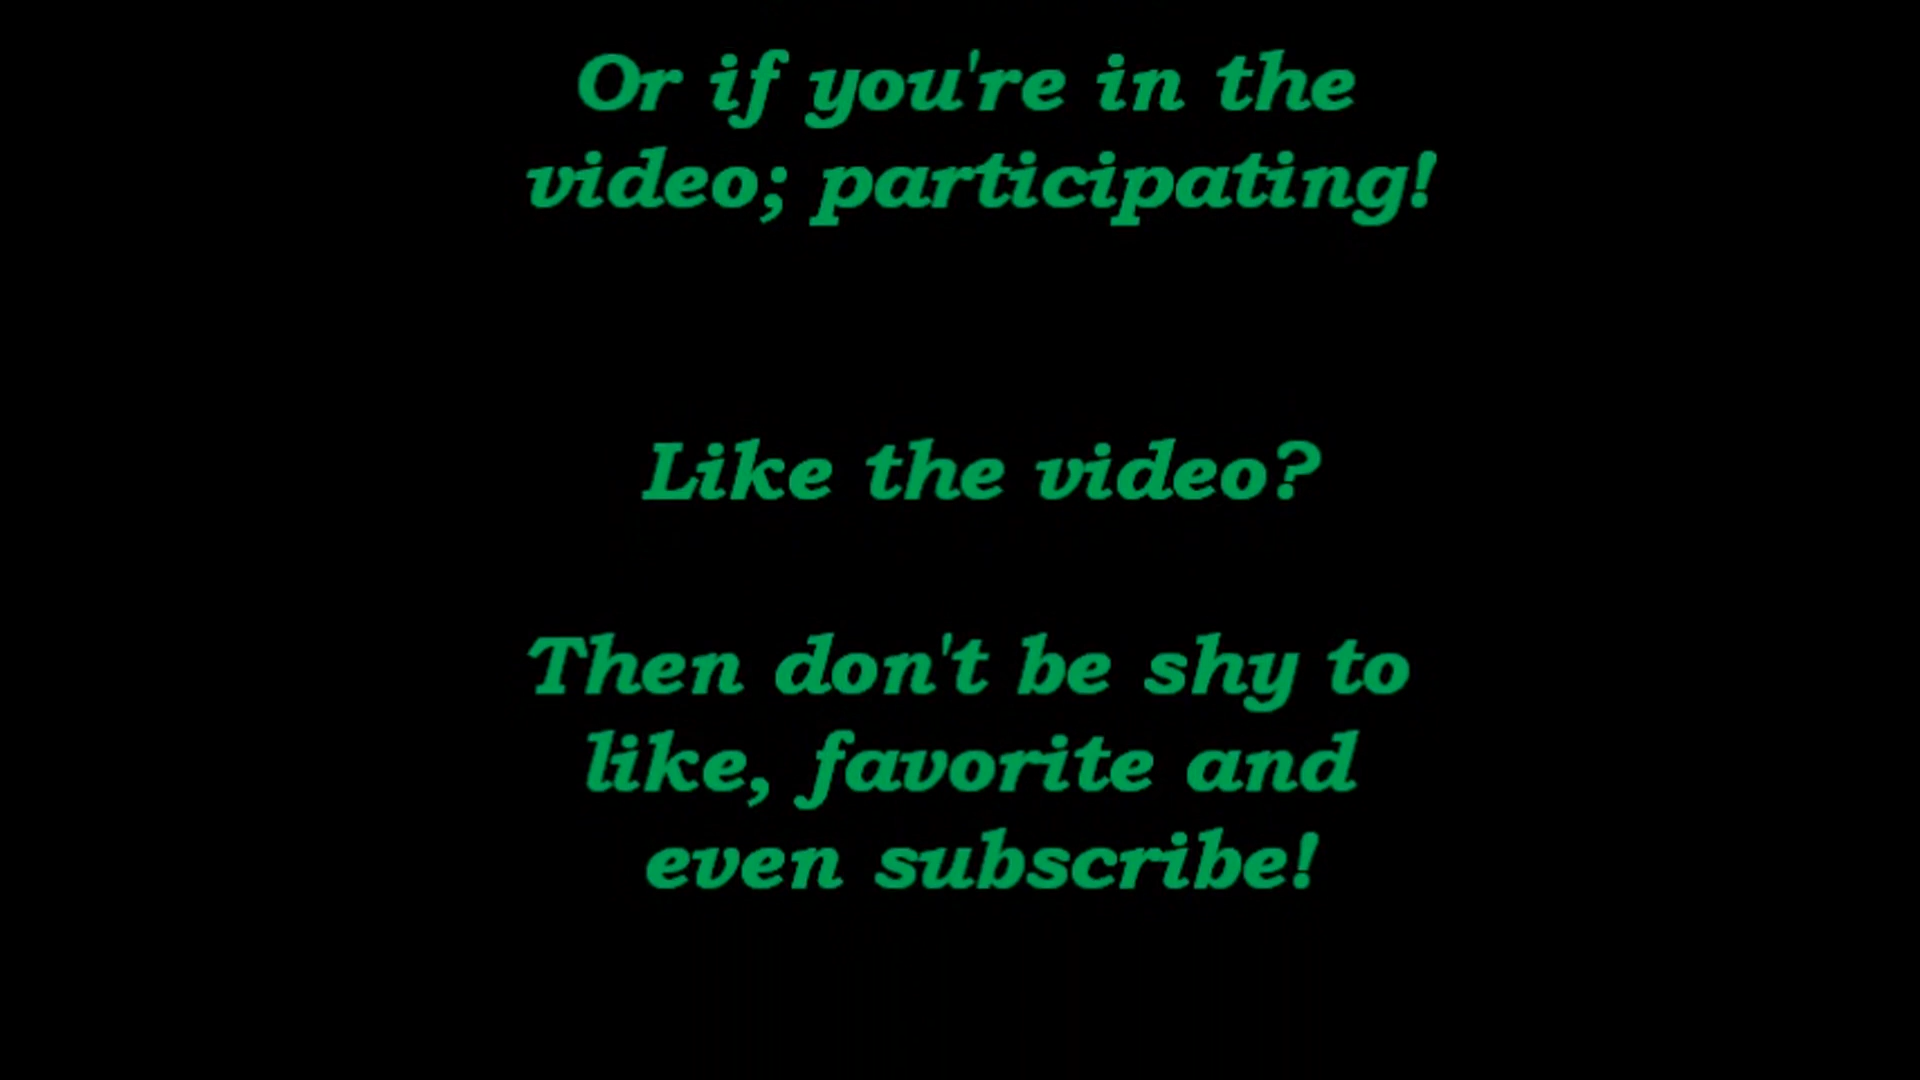 Or if you're in the
video; participating!
Like the video?
Then don't be shy to
like, favorite and
even subscribe!